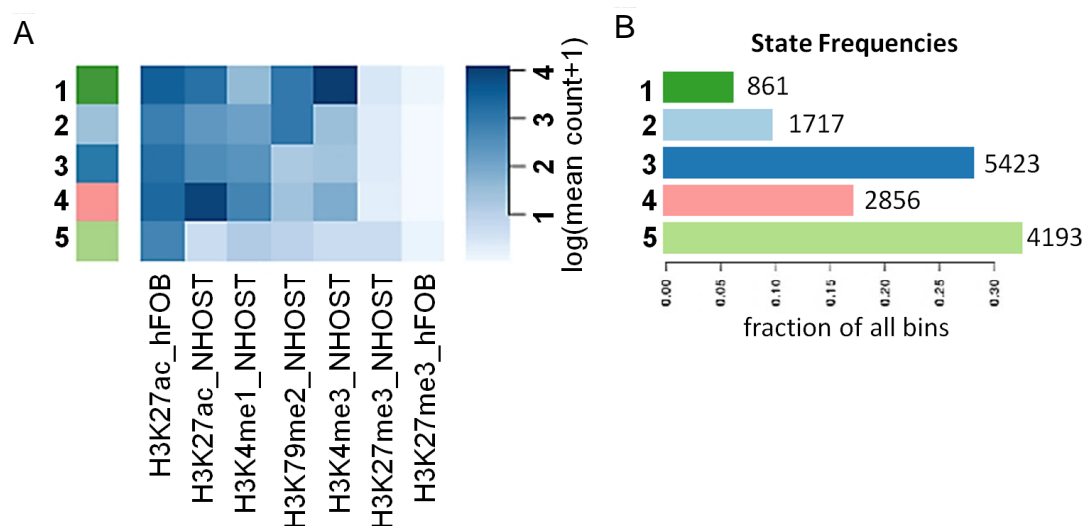 A
1
2
3
4
5
4
3
2
1
log(mean count+1)
H3K27ac_hFOB
H3K27ac_NHOST
H3K4me1_NHOST
H3K79me2_NHOST
H3K4me3_NHOST
H3K27me3_NHOST
H3K27me3_hFOB
B
State Frequencies
1 861
2 1717
3 5423
4 2856
5 4193
0.00 0.05 0.10 0.15 0.20 0.25 0.30
fraction of all bins